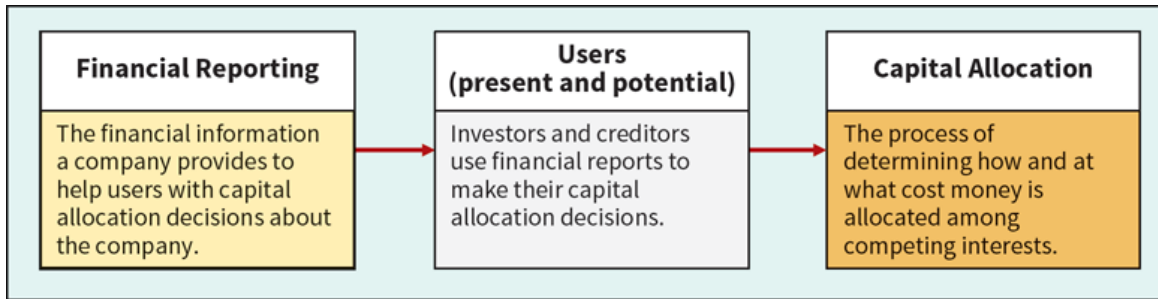 Financial Reporting
The financial information
a company provides to
help users with capital
allocation decisions about
the company.
Users
(present and potential)
Investors and creditors
use financial reports to
make their capital
allocation decisions.
Capital Allocation
The process of
determining how and at
what cost money is
allocated among
competing interests.